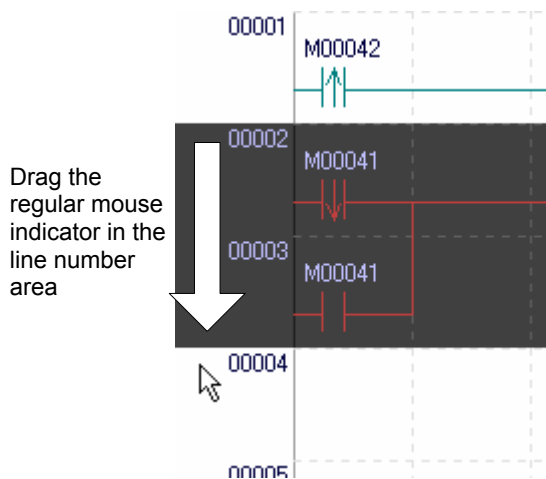 00001
M00042
00002
M00041
Drag the
regular mouse
indicator in the
line number
area
00003
M00041
00004
00005